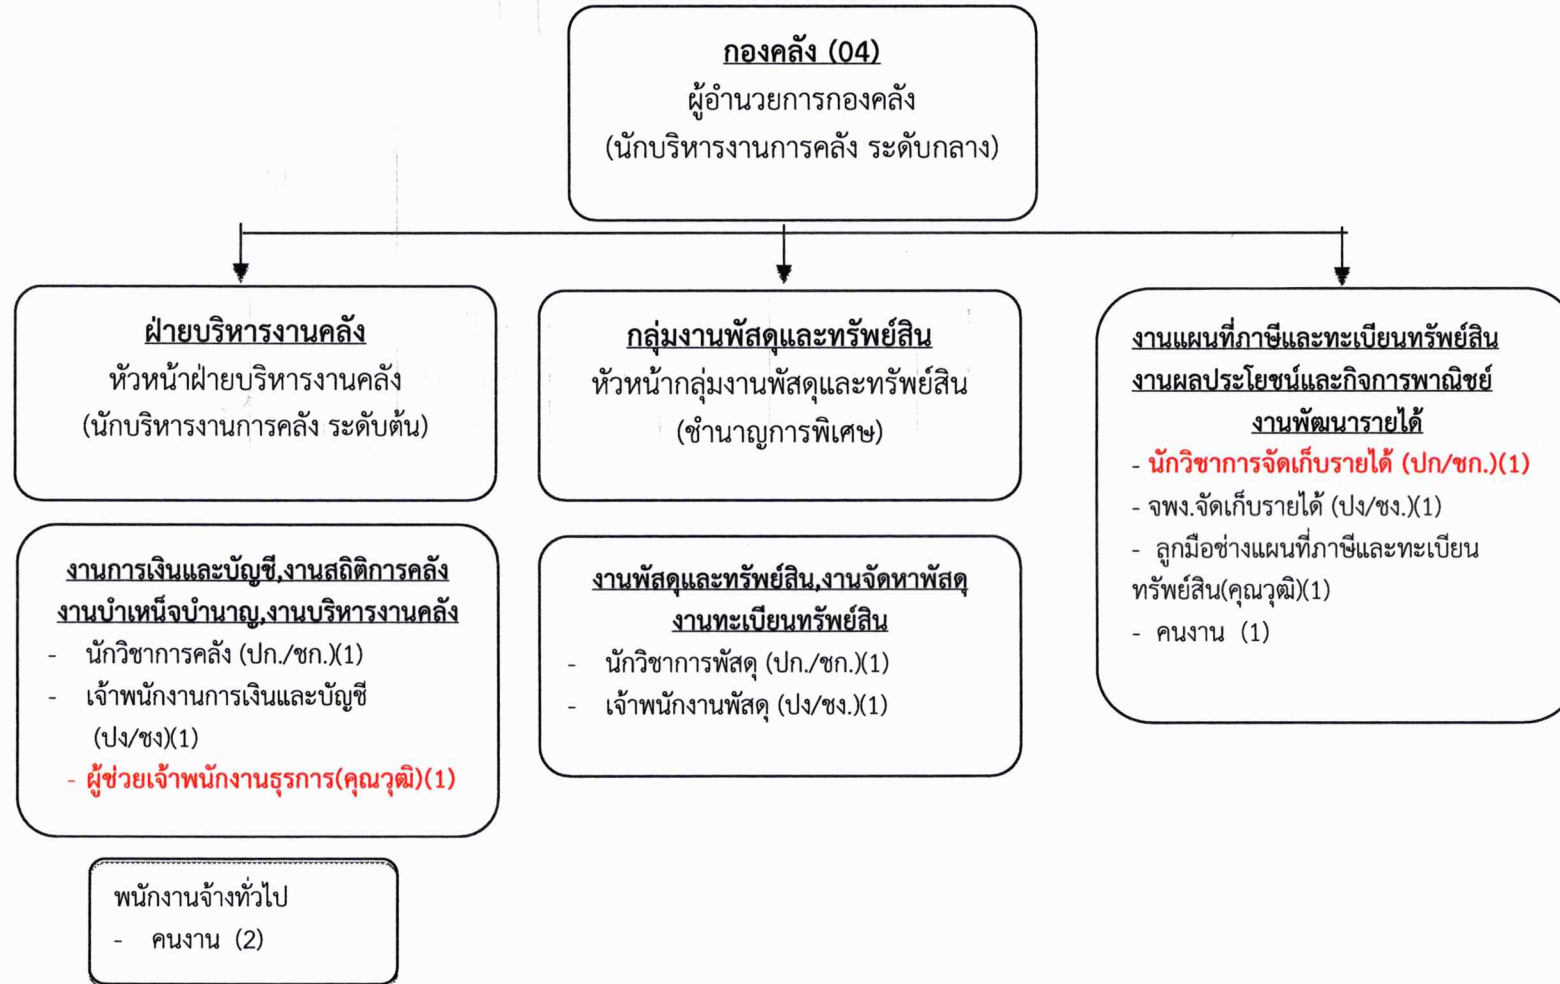 กองคลัง (04)
ผู้อำนวยการกองคลัง
(นักบริหารงานการคลัง ระดับกลาง)
ฝ่ายบริหารงานคลัง
หัวหน้าฝ่ายบริหารงานคลัง
(นักบริหารงานการคลัง ระดับต้น)
งานการเงินและบัญชี,งานสถิติการคลัง
งานบำเหน็จบำนาญ,งานบริหารงานคลัง
- นักวิชาการคลัง (ปก./ชก.)(1)
- เจ้าพนักงานการเงินและบัญชี
(ปง/ชง)(1)
- ผู้ช่วยเจ้าพนักงานธุรการ(คุณวุฒิ)(1)
พนักงานจ้างทั่วไป
- คนงาน (2)
กลุ่มงานพัสดุและทรัพย์สิน
หัวหน้ากลุ่มงานพัสดุและทรัพย์สิน
(ชำนาญการพิเศษ)
งานพัสดุและทรัพย์สิน,งานจัดหาพัสดุ
งานทะเบียนทรัพย์สิน
- นักวิชาการพัสดุ (ปก./ชก.)(1)
- เจ้าพนักงานพัสดุ (ปง/ชง.)(1)
งานแผนที่ภาษีและทะเบียนทรัพย์สิน
งานผลประโยชน์และกิจการพาณิชย์
งานพัฒนารายได้
- นักวิชาการจัดเก็บรายได้ (ปก/ชก.)(1)
- จพง.จัดเก็บรายได้ (ปง/ชง.)(1)
- ลูกมือช่างแผนที่ภาษีและทะเบียน
ทรัพย์สิน(คุณวุฒิ)(1)
- คนงาน (1)